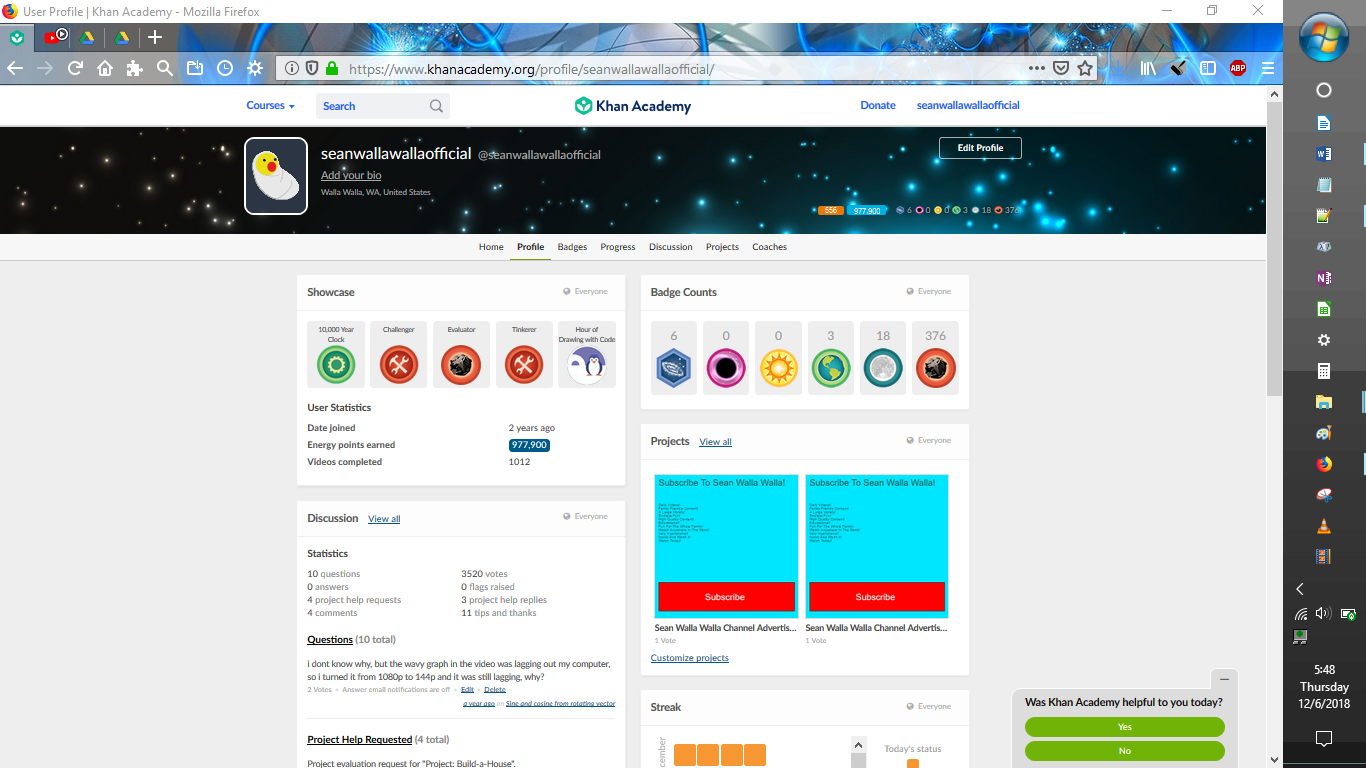 User Profile | Khan Academy - Mozilla Firefox
https://www.khanacademy.org/profile/seanwallawallaofficial/
ABP
Courses
Search
Khan Academy
Donate
seanwallawallaofficial
seanwallawallaofficial @seanwallawallaofficial
Edit Profile
Add your bio
Walla Walla, WA, United States
556 977,900 6 0 0 3 18 376
Home Profile Badges Progress Discussion Projects Coaches
Showcase
Everyone
10,000 Year Clock
Challenger
Evaluator
Tinkerer
Hour of Drawing with Code
User Statistics
Date joined 2 years ago
Energy points earned 977,900
Videos completed 1012
Badge Counts
Everyone
6 0 0 3 18 376
Projects View all
Everyone
Subscribe To Sean Walla Walla!
Subscribe
Sean Walla Walla Channel Advertis...
1 Vote
Subscribe To Sean Walla Walla!
Subscribe
Sean Walla Walla Channel Advertis...
1 Vote
Customize projects
Discussion View all
Everyone
Statistics
10 questions 3520 votes
0 answers 0 flags raised
4 project help requests 3 project help replies
4 comments 11 tips and thanks
Questions (10 total)
i dont know why, but the wavy graph in the video was lagging out my computer,
so i turned it from 1080p to 144p and it was still lagging, why?
2 Votes • Answer email notifications are off • Edit • Delete
a year ago on Sine and cosine from rotating vector
Project Help Requested (4 total)
Project evaluation request for "Project: Build-a-House".
Streak
Everyone
Today's status
Was Khan Academy helpful to you today?
Yes
No
5:48
Thursday
12/6/2018